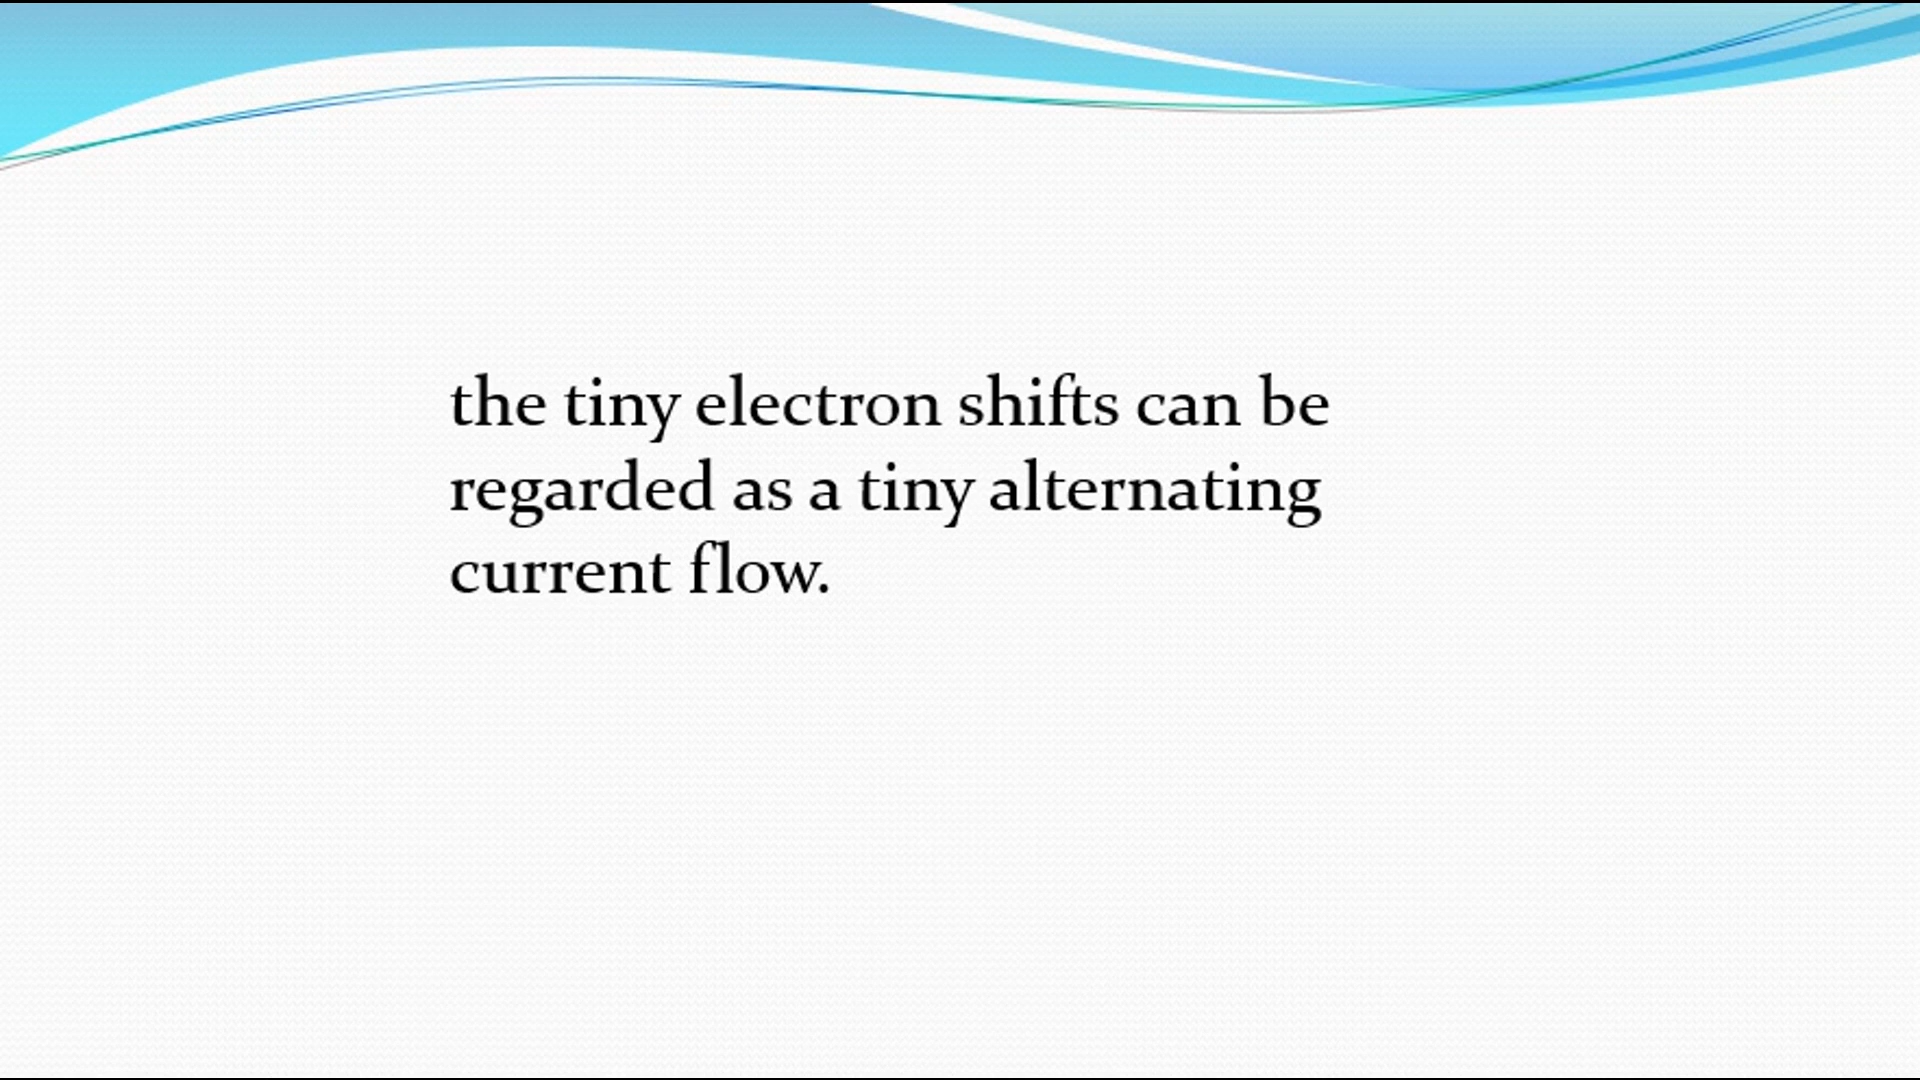 the tiny electron shifts can be
regarded as a tiny alternating
current flow.